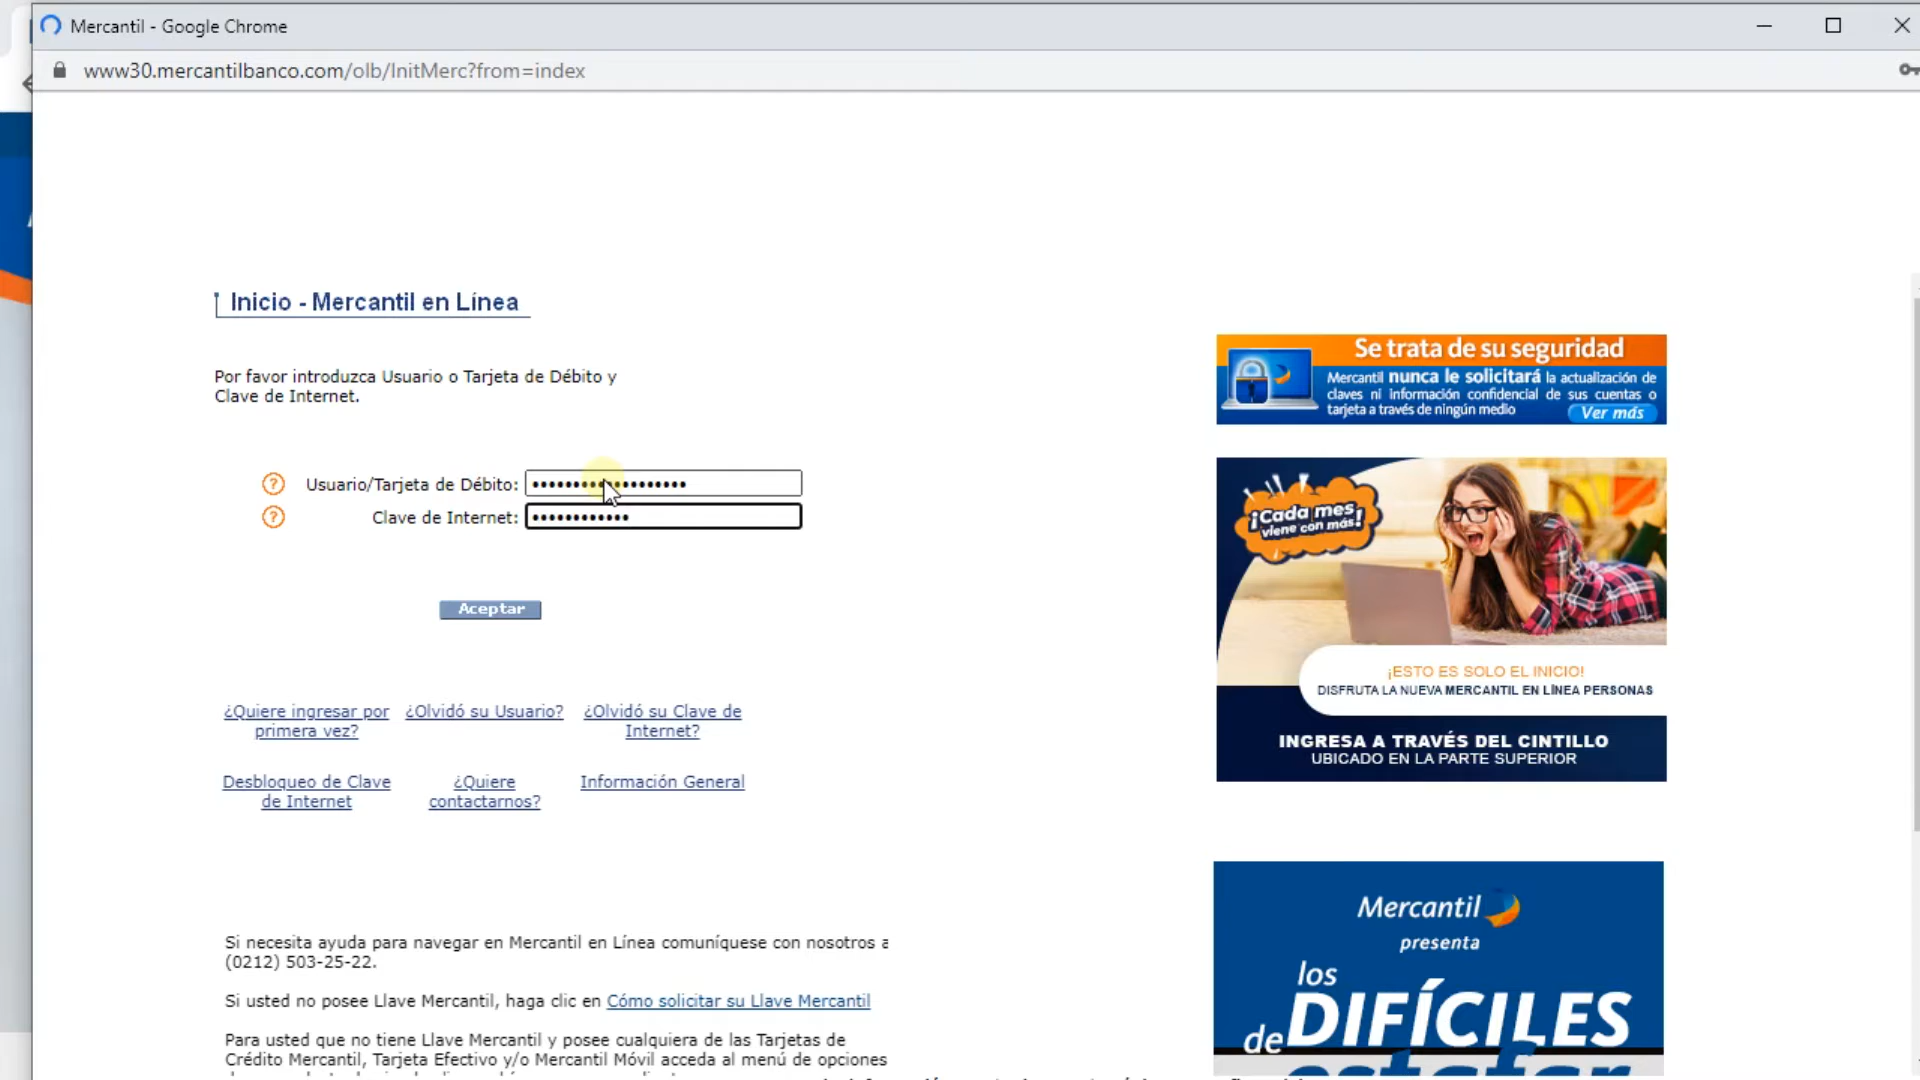 Mercantil - Google Chrome
www30.mercantilbanco.com/olb/InitMerc?from=index
Inicio - Mercantil en Línea
Por favor introduzca Usuario o Tarjeta de Débito y
Clave de Internet.
? Usuario/Tarjeta de Débito: •••••••••••••••••••
? Clave de Internet: ••••••••••••
Aceptar
¿Quiere ingresar por
primera vez?
¿Olvidó su Usuario?
¿Olvidó su Clave de
Internet?
Desbloqueo de Clave
de Internet
¿Quiere
contactarnos?
Información General
Si necesita ayuda para navegar en Mercantil en Línea comuníquese con nosotros a
(0212) 503-25-22.
Si usted no posee Llave Mercantil, haga clic en Cómo solicitar su Llave Mercantil
Para usted que no tiene Llave Mercantil y posee cualquiera de las Tarjetas de
Crédito Mercantil, Tarjeta Efectivo y/o Mercantil Móvil acceda al menú de opciones
Se trata de su seguridad
Mercantil nunca le solicitará la actualización de
claves ni información confidencial de sus cuentas o
tarjeta a través de ningún medio
Ver más
¡Cada mes
viene con más!
¡ESTO ES SOLO EL INICIO!
DISFRUTA LA NUEVA MERCANTIL EN LÍNEA PERSONAS
INGRESA A TRAVÉS DEL CINTILLO
UBICADO EN LA PARTE SUPERIOR
Mercantil
presenta
los
DIFÍCILES
de
estafar